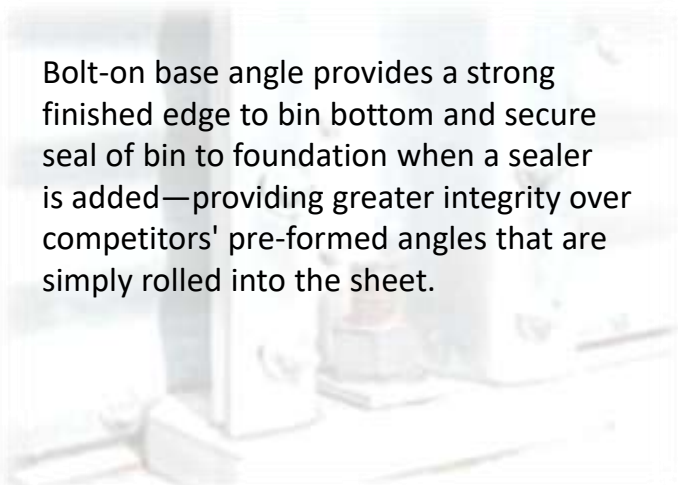 Bolt-on base angle provides a strong
finished edge to bin bottom and secure
seal of bin to foundation when a sealer
is added—providing greater integrity over
competitors' pre-formed angles that are
simply rolled into the sheet.